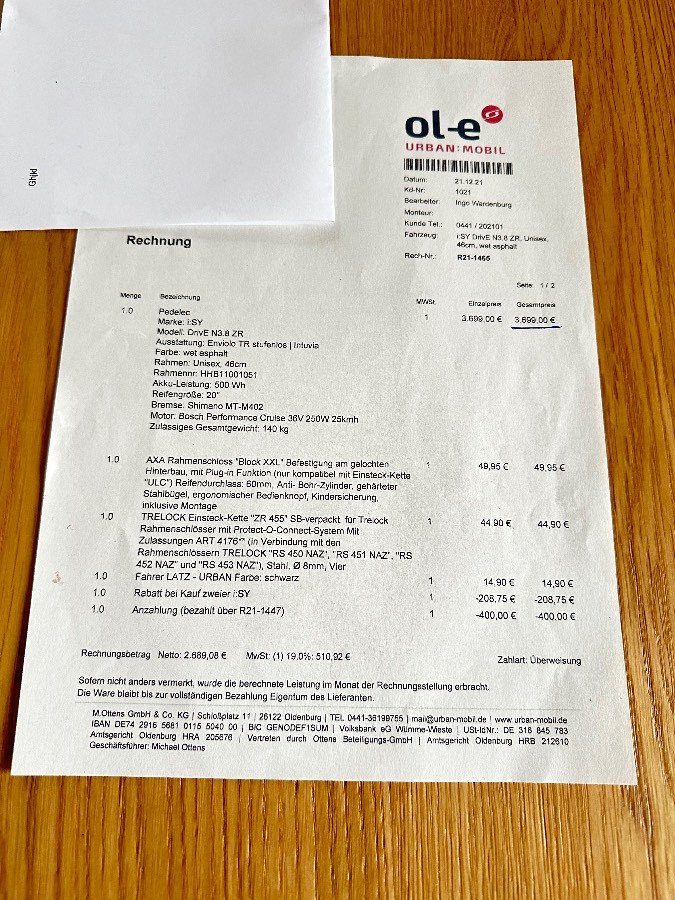 Ghjkl
ol-e
URBAN:MOBIL
Datum: 21.12.21
Kd-Nr: 1021
Bearbeiter: Ingo Wardenburg
Monteur:
Kunde Tel.: 0441 / 202101
Fahrzeug: i:SY DrivE N3.8 ZR, Unisex,
46cm, wet asphalt
Rech-Nr.: R21-1455
Rechnung
Seite: 1 / 2
Menge Bezeichnung MWSt. Einzelpreis Gesamtpreis
1.0 Pedelec 1 3.699,00 € 3.699,00 €
Marke: i:SY
Modell: DrivE N3.8 ZR
Ausstattung: Enviolo TR stufenlos | Intuvia
Farbe: wet asphalt
Rahmen: Unisex, 46cm
Rahmennr: HHB11001051
Akku-Leistung: 500 Wh
Reifengröße: 20"
Bremse: Shimano MT-M402
Motor: Bosch Performance Cruise 36V 250W 25kmh
Zulässiges Gesamtgewicht: 140 kg
1.0 AXA Rahmenschloss "Block XXL" Befestigung am gelochten 1 49,95 € 49,95 €
Hinterbau, mit Plug-in Funktion (nur kompatibel mit Einsteck-Kette
"ULC") Reifendurchlass: 60mm, Anti- Bohr-Zylinder, gehärteter
Stahlbügel, ergonomischer Bedienknopf, Kindersicherung,
inklusive Montage
1.0 TRELOCK Einsteck-Kette "ZR 455" SB-verpackt für Trelock 1 44,90 € 44,90 €
Rahmenschlösser mit Protect-O-Connect-System Mit
Zulassungen ART 4176** (in Verbindung mit den
Rahmenschlössern TRELOCK "RS 450 NAZ", "RS 451 NAZ", "RS
452 NAZ" und "RS 453 NAZ"), Stahl, Ø 8mm, Vier
1.0 Fahrer LATZ - URBAN Farbe: schwarz 1 14,90 € 14,90 €
1.0 Rabatt bei Kauf zweier i:SY 1 -208,75 € -208,75 €
1.0 Anzahlung (bezahlt über R21-1447) 1 -400,00 € -400,00 €
Rechnungsbetrag Netto: 2.689,08 € MwSt: (1) 19.0%: 510,92 € Zahlart: Überweisung
Sofern nicht anders vermerkt, wurde die berechnete Leistung im Monat der Rechnungsstellung erbracht.
Die Ware bleibt bis zur vollständigen Bezahlung Eigentum des Lieferanten.
M.Ottens GmbH & Co. KG | Schloßplatz 11 | 26122 Oldenburg | TEL 0441-36199755 | mail@urban-mobil.de | www.urban-mobil.de
IBAN DE74 2916 5681 0115 5040 00 | BIC GENODEF1SUM | Volksbank eG Wümme-Wieste | USt-IdNr.: DE 318 845 783
Amtsgericht Oldenburg HRA 205676 | Vertreten durch Ottens Beteiligungs-GmbH | Amtsgericht Oldenburg HRB 212610
Geschäftsführer: Michael Ottens